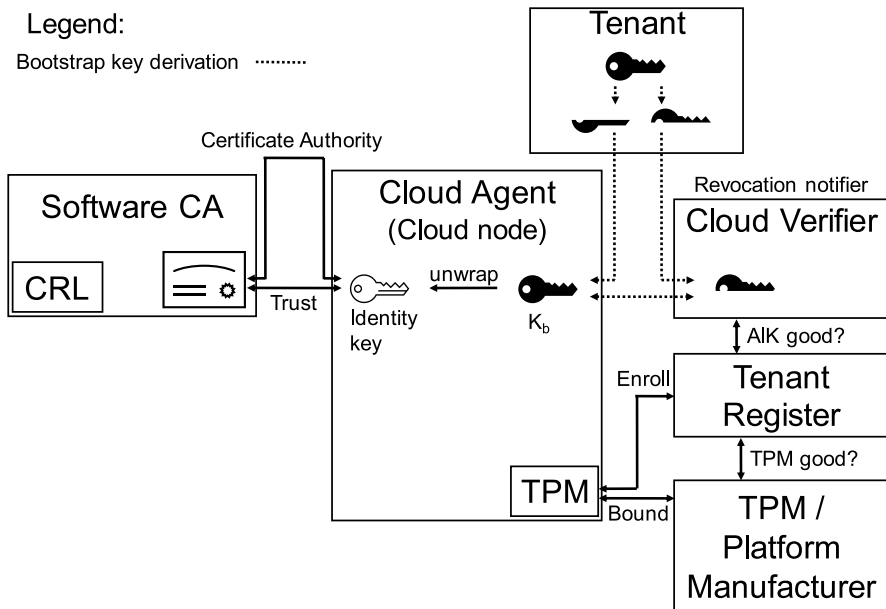 Legend:
Bootstrap key derivation
Tenant
Certificate Authority
Software CA
CRL
Trust
Cloud Agent
(Cloud node)
unwrap
Identity
key
Kb
Revocation notifier
Cloud Verifier
AIK good?
Enroll
Tenant
Register
TPM good?
TPM
Bound
TPM /
Platform
Manufacturer